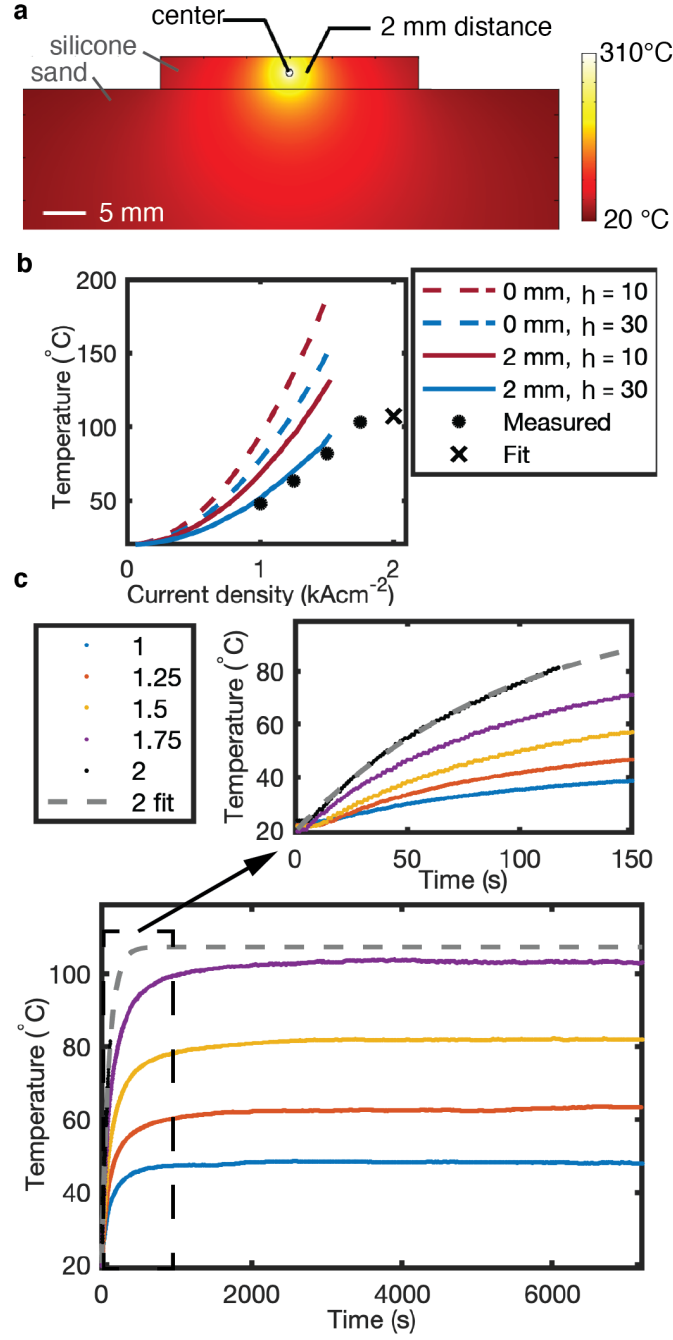 a
center
2 mm distance
silicone
sand
310°C
5 mm
20 °C
b
200
150
100
50
Temperature (°C)
0 1 2
Current density (kAcm⁻²)
0 mm, h = 10
0 mm, h = 30
2 mm, h = 10
2 mm, h = 30
Measured
Fit
c
1
1.25
1.5
1.75
2
2 fit
80
60
40
20
Temperature (°C)
0 50 100 150
Time (s)
100
80
60
40
20
Temperature (°C)
0 2000 4000 6000
Time (s)